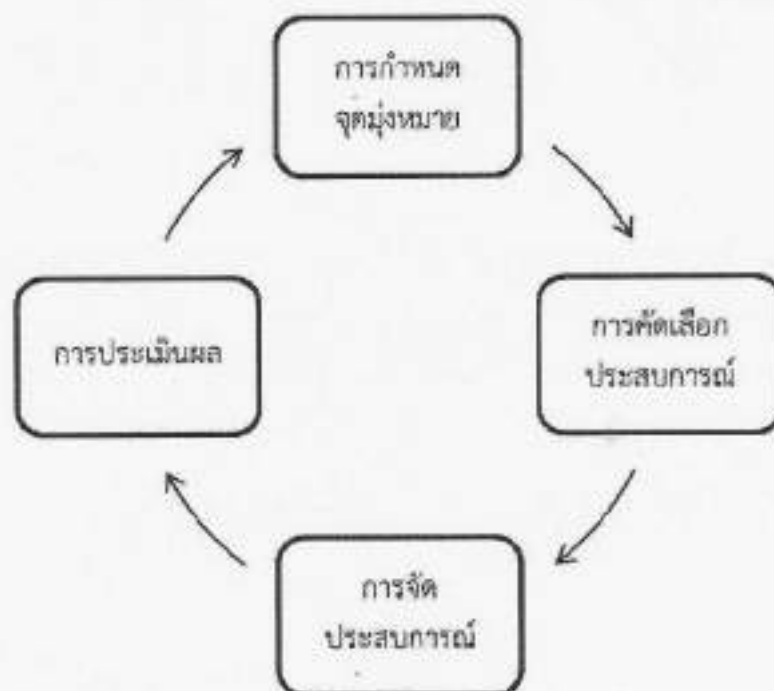 การกำหนด
จุดมุ่งหมาย
การคัดเลือก
ประสบการณ์
การจัด
ประสบการณ์
การประเมินผล